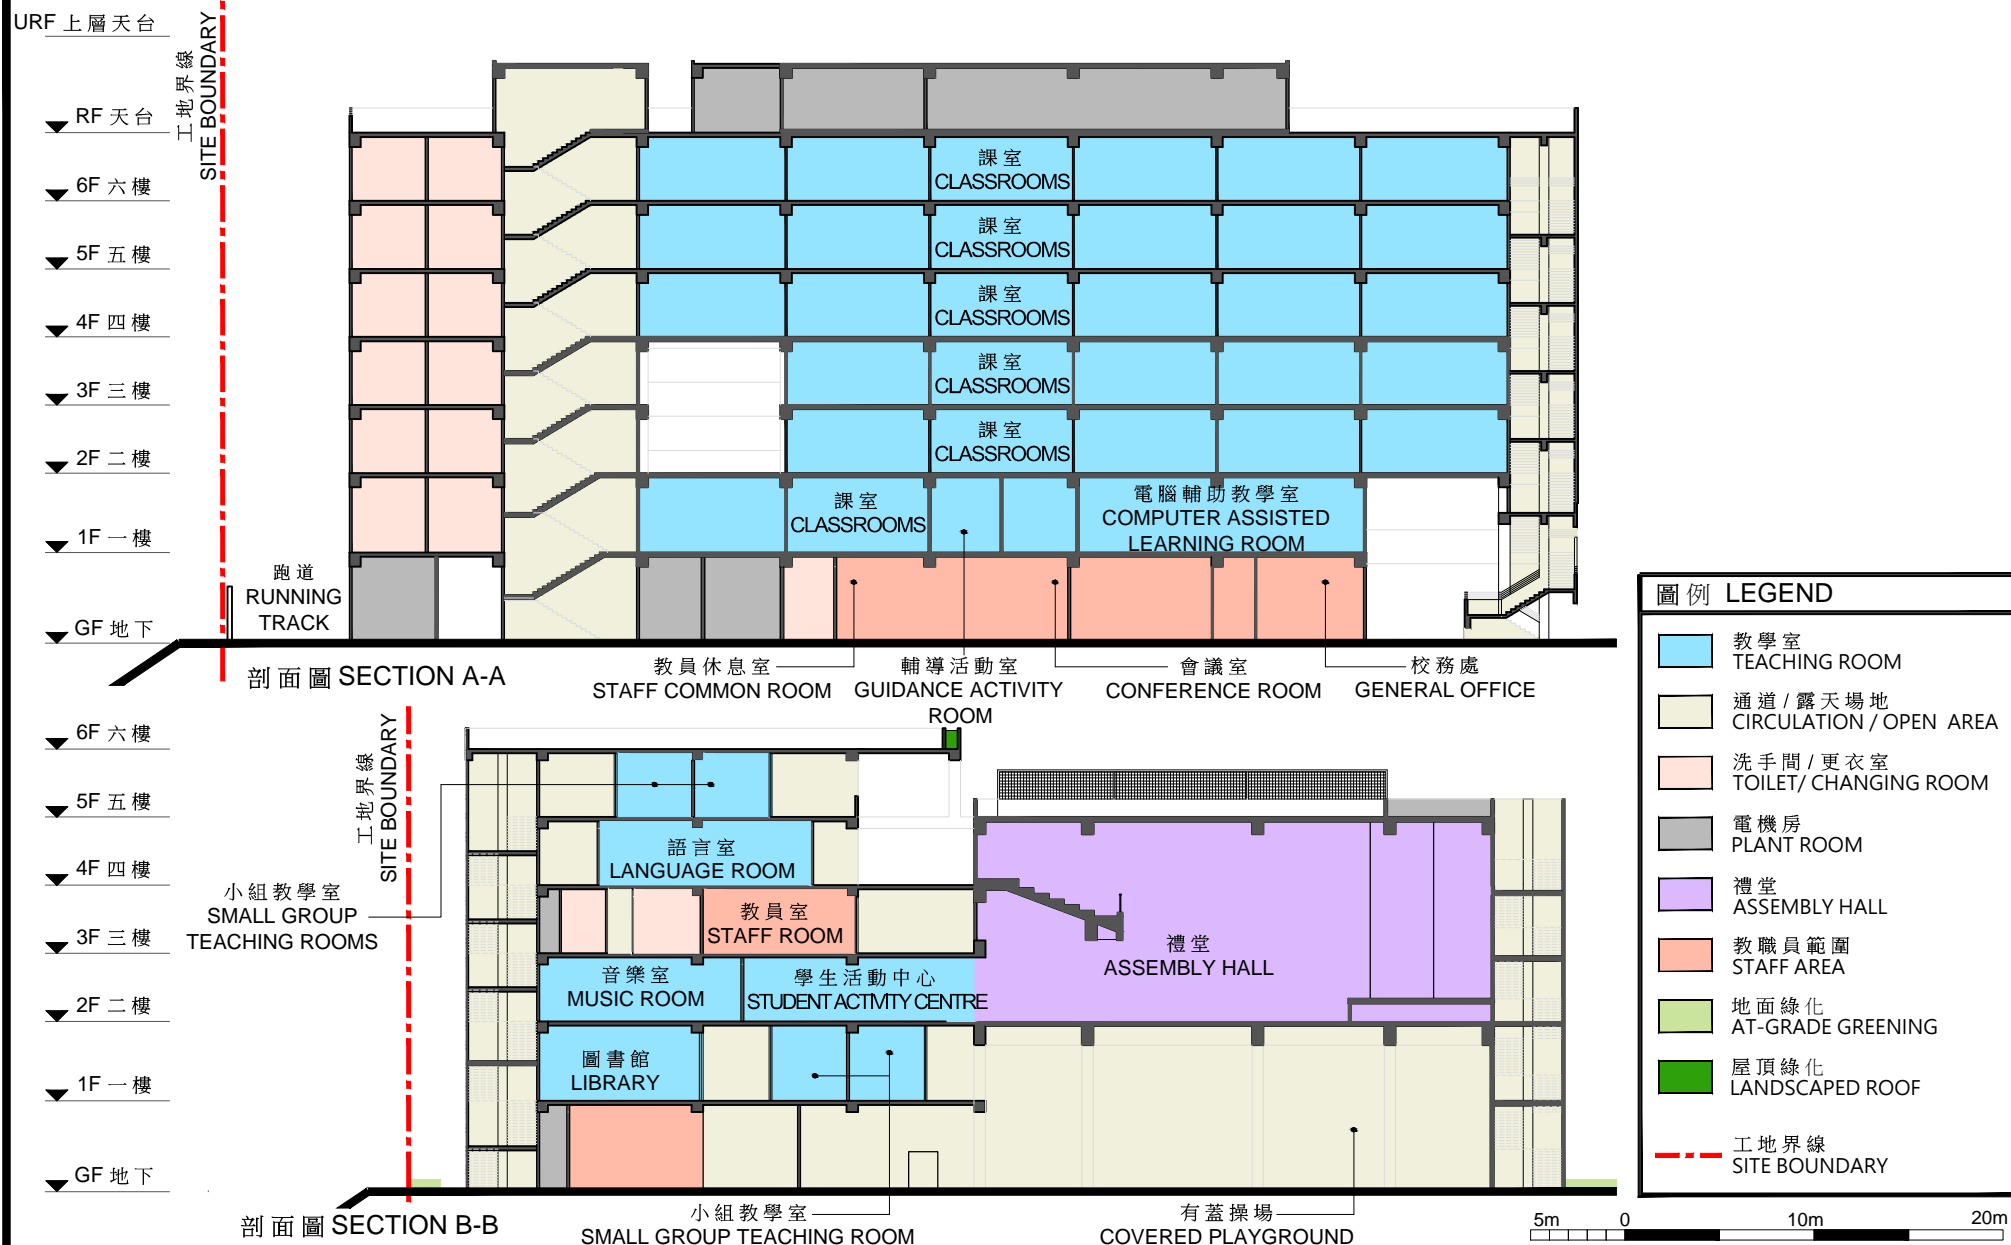 URF 上層天台
工地界線
SITE BOUNDARY
RF 天台
6F 六樓
5F 五樓
4F 四樓
3F 三樓
2F 二樓
1F 一樓
GF 地下
課室
CLASSROOMS
課室
CLASSROOMS
課室
CLASSROOMS
課室
CLASSROOMS
課室
CLASSROOMS
課室
CLASSROOMS
電腦輔助教學室
COMPUTER ASSISTED
LEARNING ROOM
跑道
RUNNING
TRACK
剖面圖 SECTION A-A
教員休息室
STAFF COMMON ROOM
輔導活動室
GUIDANCE ACTIVITY
ROOM
會議室
CONFERENCE ROOM
校務處
GENERAL OFFICE
6F 六樓
5F 五樓
4F 四樓
3F 三樓
2F 二樓
1F 一樓
GF 地下
工地界線
SITE BOUNDARY
小組教學室
SMALL GROUP
TEACHING ROOMS
語言室
LANGUAGE ROOM
教員室
STAFF ROOM
音樂室
MUSIC ROOM
學生活動中心
STUDENT ACTIVITY CENTRE
禮堂
ASSEMBLY HALL
圖書館
LIBRARY
剖面圖 SECTION B-B
小組教學室
SMALL GROUP TEACHING ROOM
有蓋操場
COVERED PLAYGROUND
圖例 LEGEND
教學室
TEACHING ROOM
通道/露天場地
CIRCULATION / OPEN AREA
洗手間/更衣室
TOILET/ CHANGING ROOM
電機房
PLANT ROOM
禮堂
ASSEMBLY HALL
教職員範圍
STAFF AREA
地面綠化
AT-GRADE GREENING
屋頂綠化
LANDSCAPED ROOF
工地界線
SITE BOUNDARY
5m 0 10m 20m